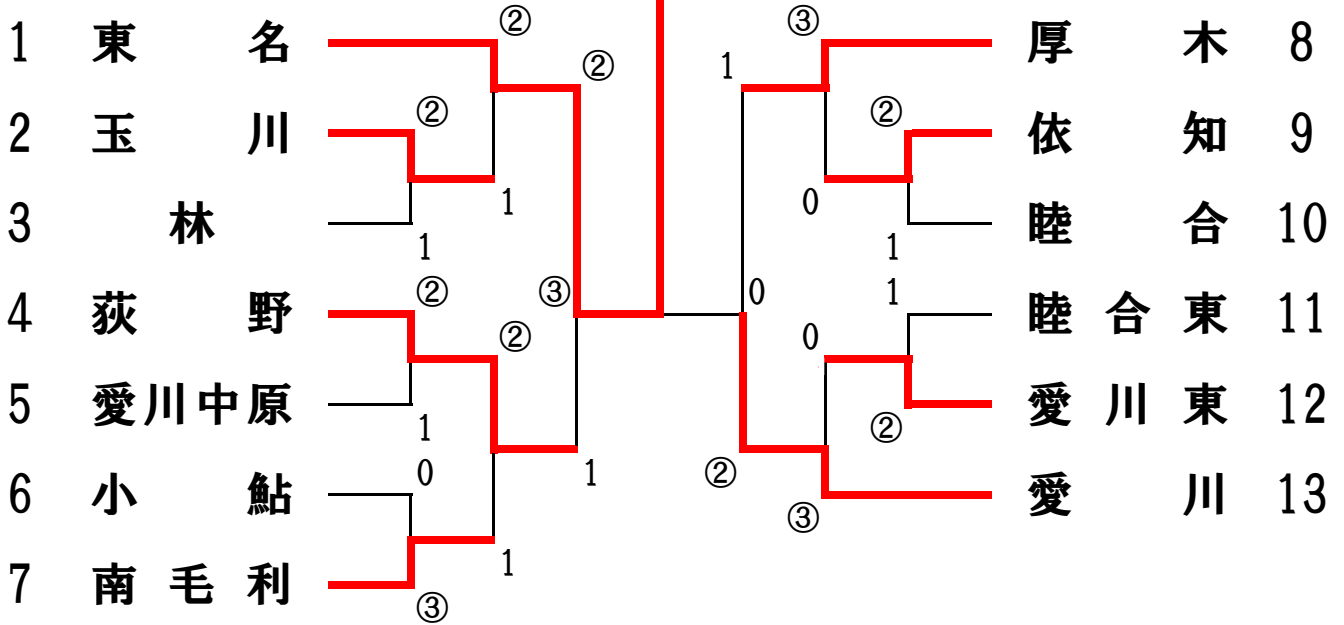 ② ③
1 東名 厚木 8
② 1
② ②
2 玉川 依知 9
1 0
3 林 睦合 10
1 1
② ③ 0 1
4 荻野 睦合東 11
② 0
5 愛川中原 愛川東 12
1 ②
0 1 ②
6 小鮎 愛川 13
③
1
7 南毛利
③